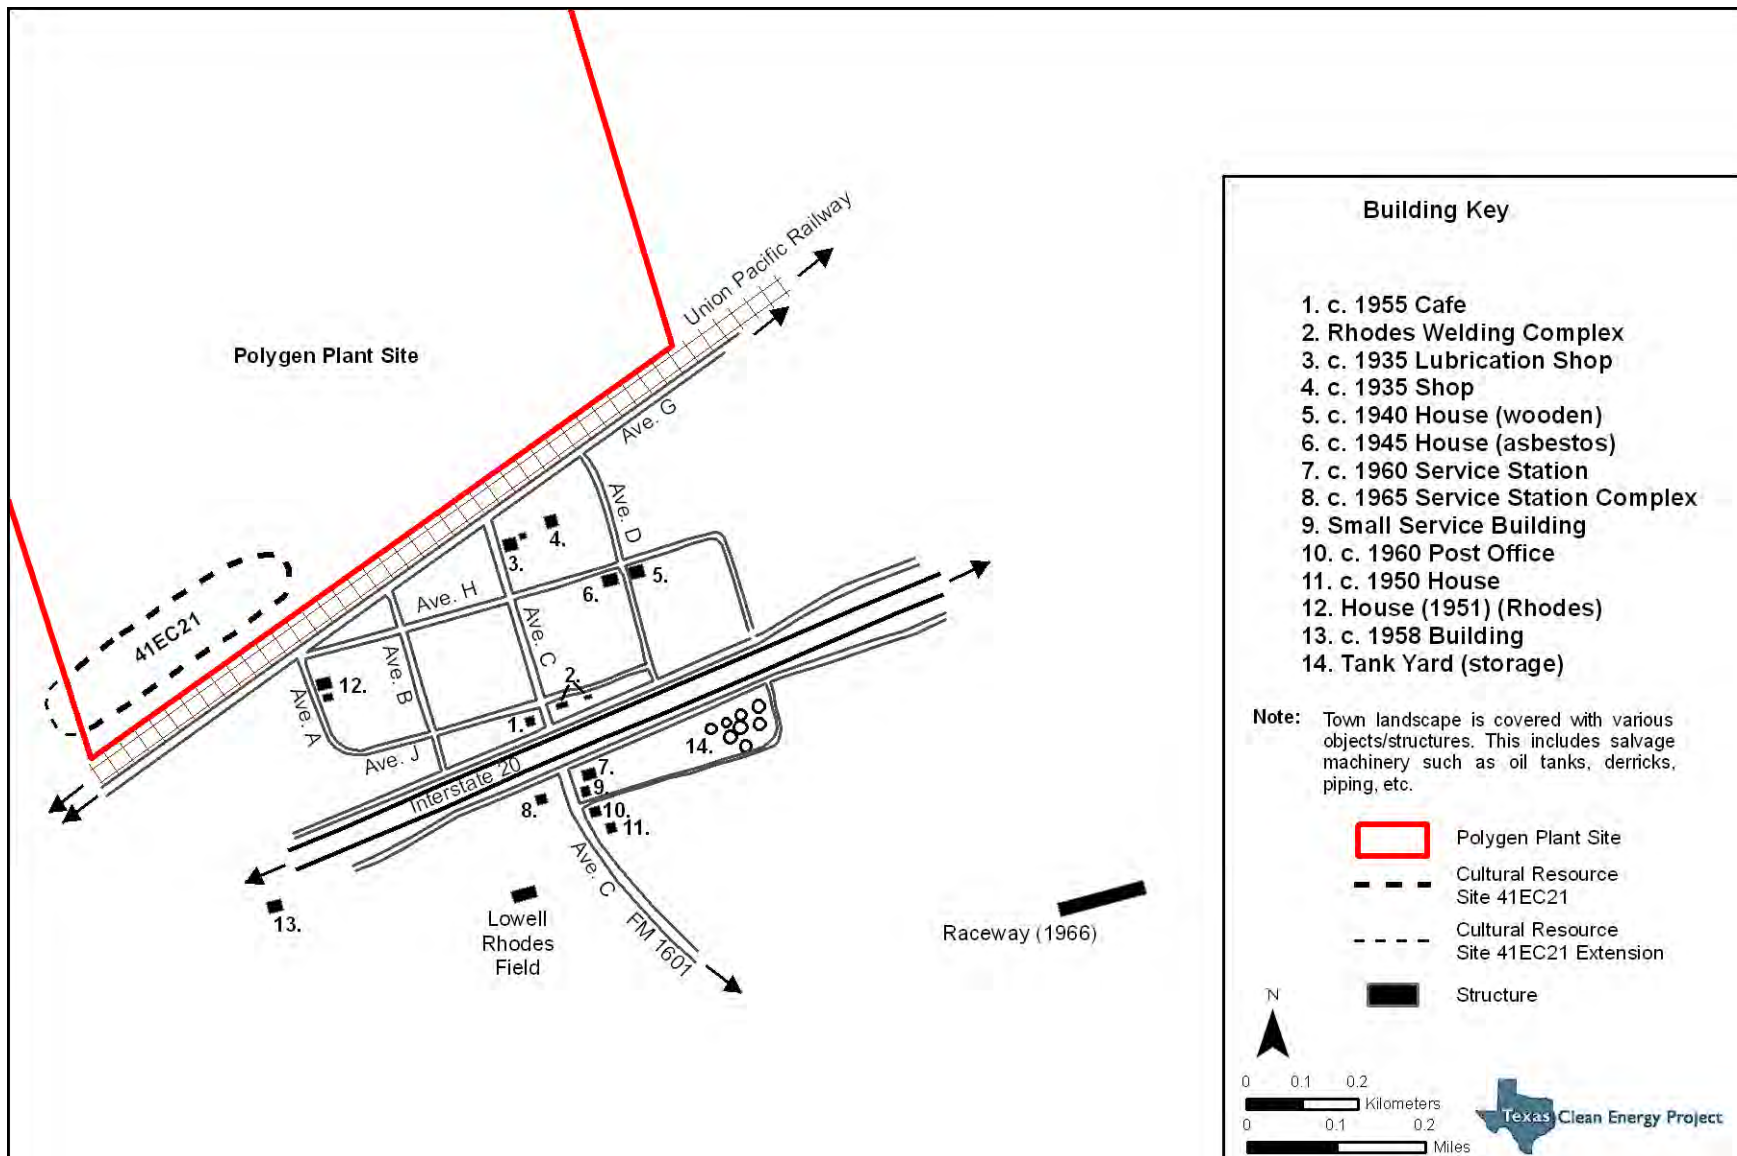 Union Pacific Railway
Polygen Plant Site
Ave. G
Ave. D
Ave. H
Ave. C
Ave. B
Ave. A
Ave. J
41EC21
3.
4.
5.
6.
12.
2.
1.
Interstate 20
14.
7.
9.
8.
10.
11.
13.
Ave. C
FM 1601
Lowell
Rhodes
Field
Raceway (1966)
Building Key
1. c. 1955 Cafe
2. Rhodes Welding Complex
3. c. 1935 Lubrication Shop
4. c. 1935 Shop
5. c. 1940 House (wooden)
6. c. 1945 House (asbestos)
7. c. 1960 Service Station
8. c. 1965 Service Station Complex
9. Small Service Building
10. c. 1960 Post Office
11. c. 1950 House
12. House (1951) (Rhodes)
13. c. 1958 Building
14. Tank Yard (storage)
Note: Town landscape is covered with various
objects/structures. This includes salvage
machinery such as oil tanks, derricks,
piping, etc.
Polygen Plant Site
Cultural Resource
Site 41EC21
Cultural Resource
Site 41EC21 Extension
Structure
N
0 0.1 0.2
Kilometers
0 0.1 0.2
Miles
Texas Clean Energy Project